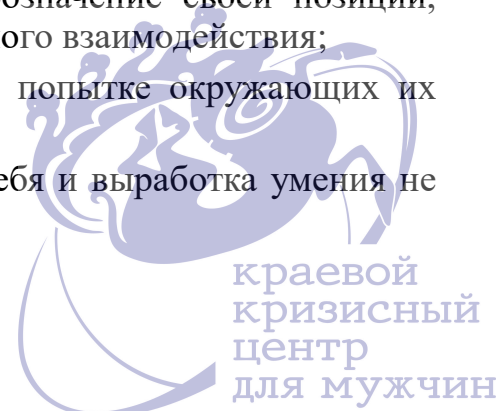 означение своей позиции,
ого взаимодействия;
попытке окружающих их
ебя и выработка умения не
краевой
кризисный
центр
для мужчин